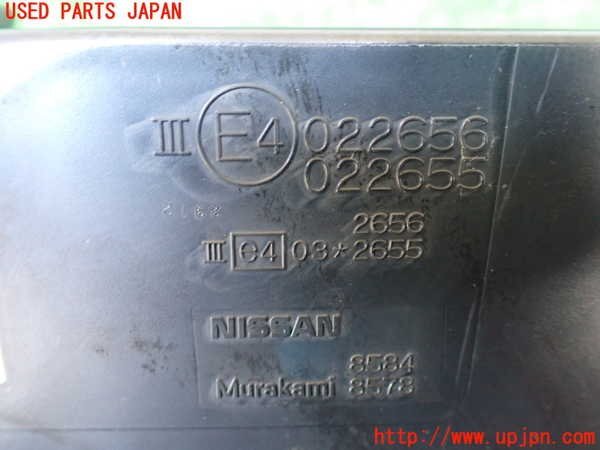 USED PARTS JAPAN
III E4 022656
022655
2656
III e4 03*2655
NISSAN
8584
Murakami 8573
http://www.upjpn.com/